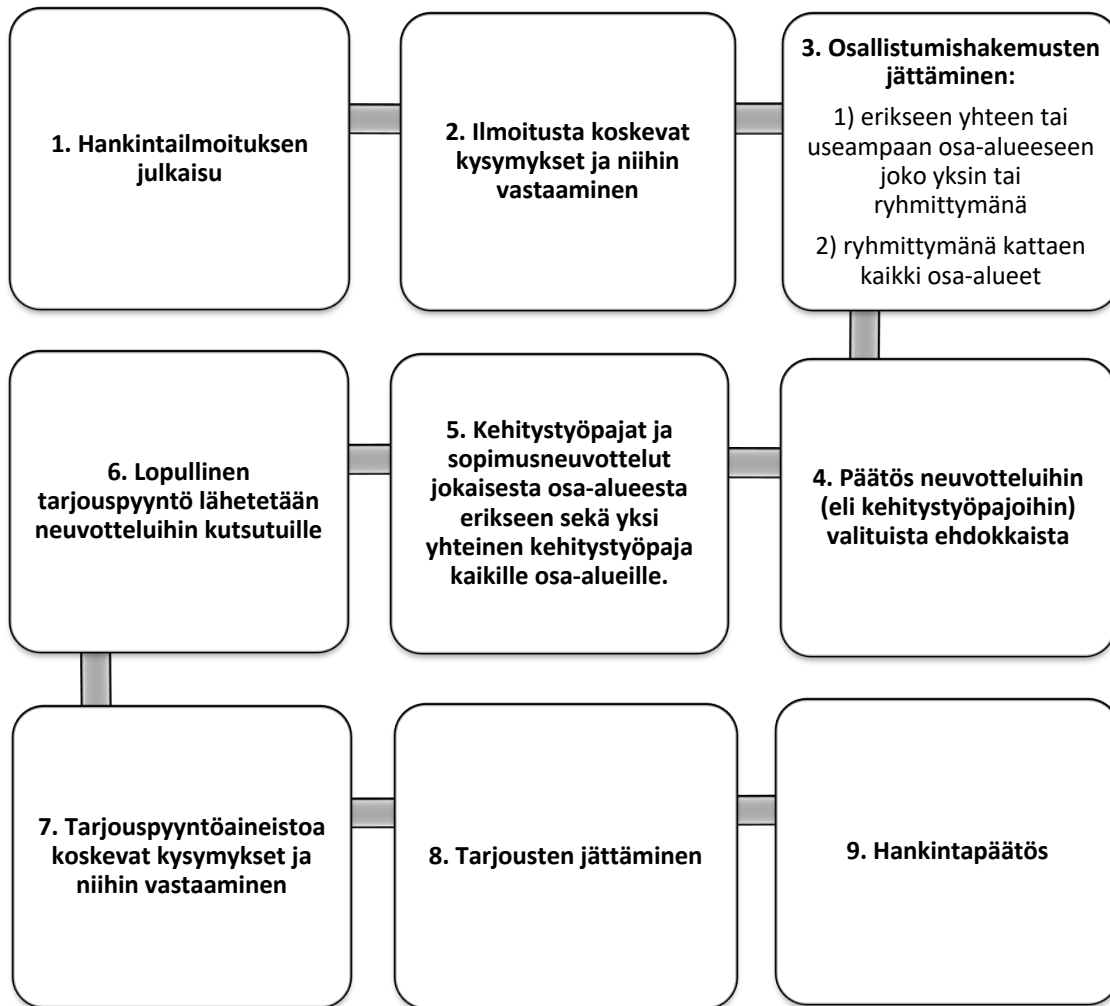 1. Hankintailmoituksen
julkaisu
2. Ilmoitusta koskevat
kysymykset ja niihin
vastaaminen
3. Osallistumishakemusten
jättäminen:
1) erikseen yhteen tai
useampaan osa-alueeseen
joko yksin tai
ryhmittymänä
2) ryhmittymänä kattaen
kaikki osa-alueet
4. Päätös neuvotteluihin
(eli kehitystyöpajoihin)
valituista ehdokkaista
5. Kehitystyöpajat ja
sopimusneuvottelut
jokaisesta osa-alueesta
erikseen sekä yksi
yhteinen kehitystyöpaja
kaikille osa-alueille.
6. Lopullinen
tarjouspyyntö lähetetään
neuvotteluihin kutsutuille
7. Tarjouspyyntöaineistoa
koskevat kysymykset ja
niihin vastaaminen
8. Tarjousten jättäminen
9. Hankintapäätös